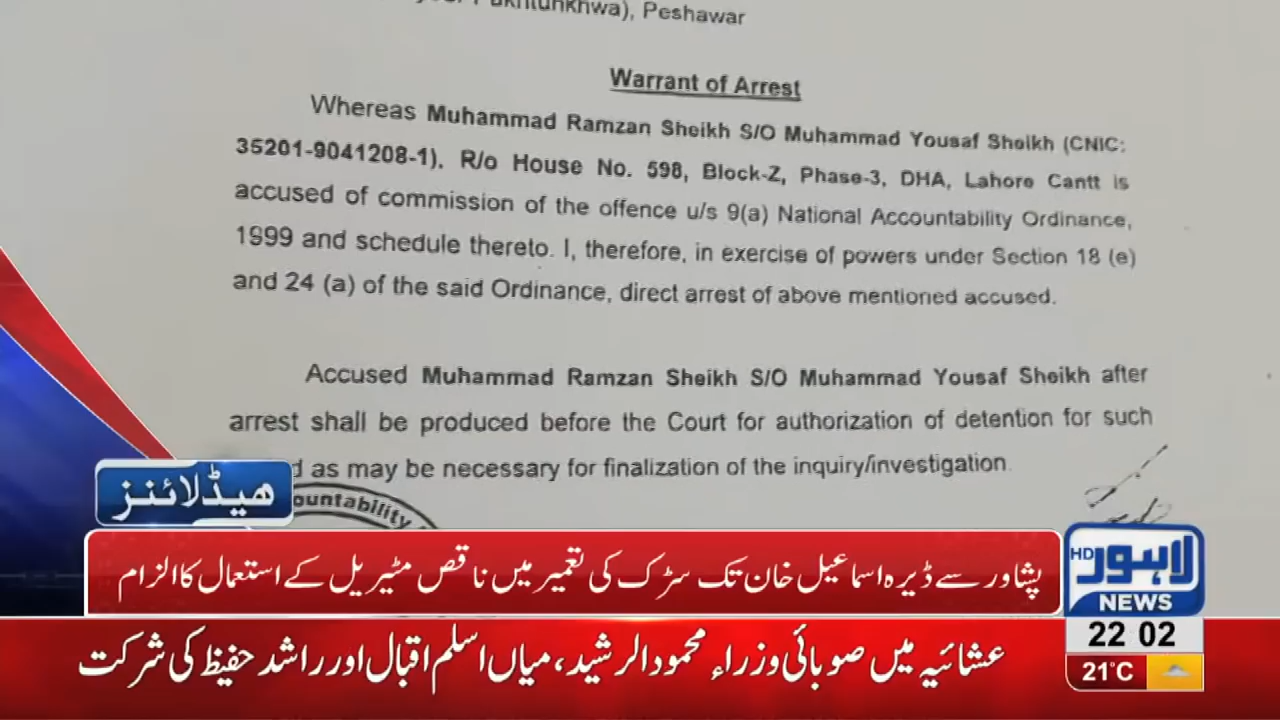 Pakhtunkhwa), Peshawar
Warrant of Arrest
Whereas Muhammad Ramzan Sheikh S/O Muhammad Yousaf Sheikh (CNIC:
35201-9041208-1). R/o House No. 598, Block-Z, Phase-3, DHA, Lahore Cantt is
accused of commission of the offence u/s 9(a) National Accountability Ordinance,
1999 and schedule thereto. I, therefore, in exercise of powers under Section 18 (e)
and 24 (a) of the said Ordinance, direct arrest of above mentioned accused.
Accused Muhammad Ramzan Sheikh S/O Muhammad Yousaf Sheikh after
arrest shall be produced before the Court for authorization of detention for such
d as may be necessary for finalization of the inquiry/investigation.
ountability
ھیڈلائنز
پشاور سے ڈیرہ اسماعیل خان تک سڑک کی تعمیر میں ناقص مٹیریل کے استعمال کا الزام
HD لاہور
NEWS
22 02
21°C
عشائیہ میں صوبائی وزراء محمودالرشید، میاں اسلم اقبال اور راشد حفیظ کی شرکت